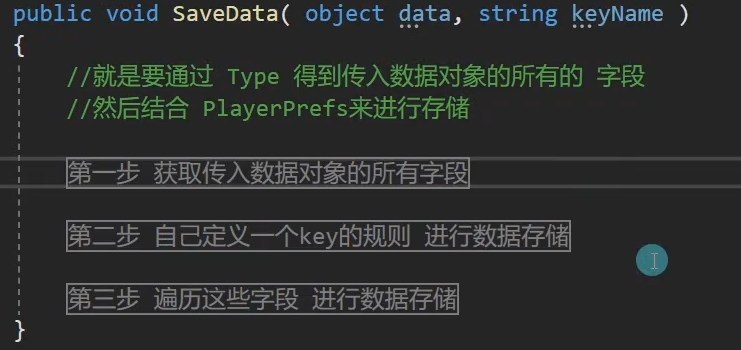 public void SaveData( object data, string keyName )
{
//就是要通过 Type 得到传入数据对象的所有的 字段
//然后结合 PlayerPrefs来进行存储
第一步 获取传入数据对象的所有字段
第二步 自己定义一个key的规则 进行数据存储
第三步 遍历这些字段 进行数据存储
}